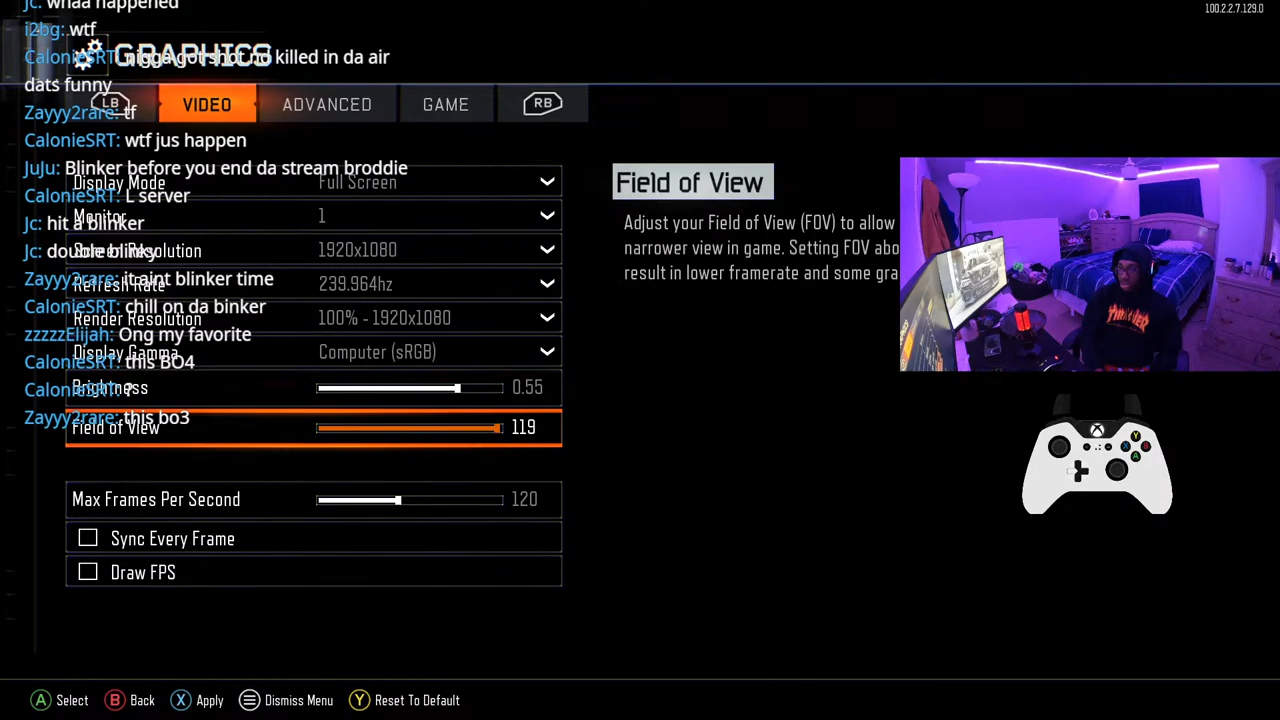 Jc: whaa happened
100.2.2.7.129.0
i2bg: wtf
GRAPHICS
CalonieSRT: nigga got shot nd killed in da air
dats funny
LB VIDEO ADVANCED GAME RB
Zayyy2rare: tf
CalonieSRT: wtf jus happen
JuJu: Blinker before you end da stream broddie
Display Mode Full Screen
CalonieSRT: L server
Monitor 1
Jc: hit a blinker
Screen Resolution 1920x1080
Jc: double blinky
Zayyy2rare: it aint blinker time
Refresh Rate 239.964hz
CalonieSRT: chill on da binker
Render Resolution 100% - 1920x1080
zzzzzElijah: Ong my favorite
Display Gamma Computer (sRGB)
CalonieSRT: this BO4
Brightness 0.55
CalonieSRT: ?
Zayyy2rare: this bo3
Field of View 119
Max Frames Per Second 120
Sync Every Frame
Draw FPS
Field of View
Adjust your Field of View (FOV) to allow
narrower view in game. Setting FOV abo
result in lower framerate and some gra
THRASHER
Y
X B
A
A Select B Back X Apply Dismiss Menu Y Reset To Default